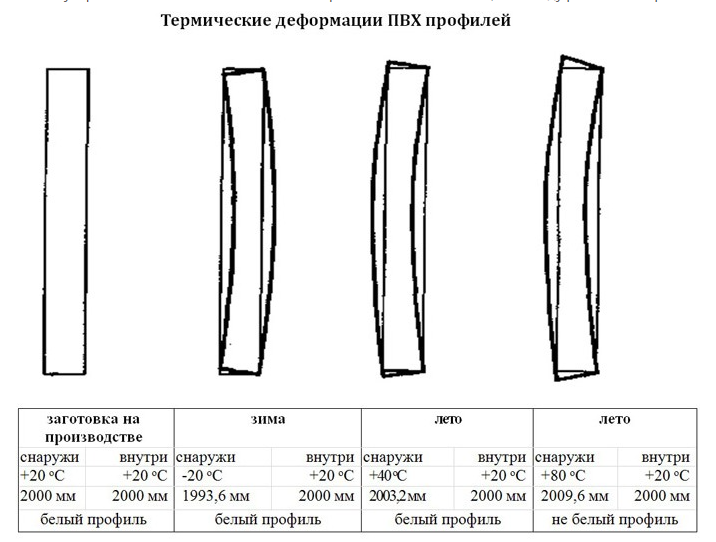 Термические деформации ПВХ профилей
заготовка на зима лето лето
производстве
снаружи внутри снаружи внутри снаружи внутри снаружи внутри
+20 °C +20 °C -20 °C +20 °C +40°C +20 °C +80 °C +20 °C
2000 мм 2000 мм 1993,6 мм 2000 мм 2003,2 мм 2000 мм 2009,6 мм 2000 мм
белый профиль белый профиль белый профиль не белый профиль